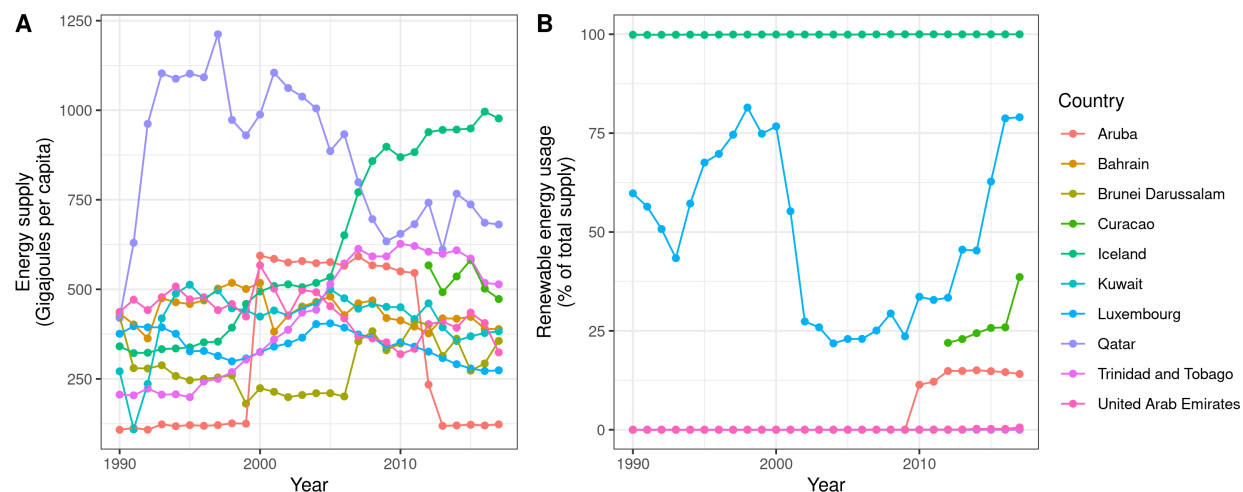 A
Energy supply
(Gigajoules per capita)
1250
1000
750
500
250
1990
2000
2010
Year
B
Renewable energy usage
(% of total supply)
100
75
50
25
0
1990
2000
2010
Year
Country
Aruba
Bahrain
Brunei Darussalam
Curacao
Iceland
Kuwait
Luxembourg
Qatar
Trinidad and Tobago
United Arab Emirates